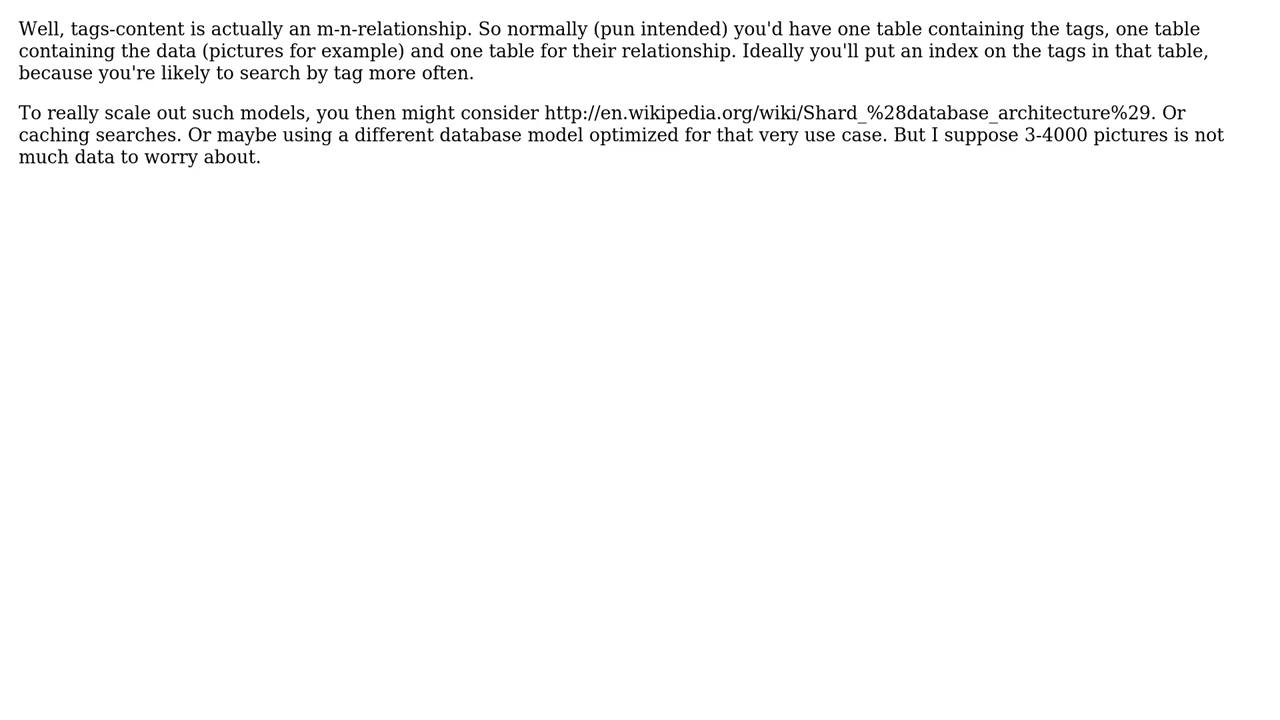 Well, tags-content is actually an m-n-relationship. So normally (pun intended) you'd have one table containing the tags, one table
containing the data (pictures for example) and one table for their relationship. Ideally you'll put an index on the tags in that table,
because you're likely to search by tag more often.
To really scale out such models, you then might consider http://en.wikipedia.org/wiki/Shard_%28database_architecture%29. Or
caching searches. Or maybe using a different database model optimized for that very use case. But I suppose 3-4000 pictures is not
much data to worry about.